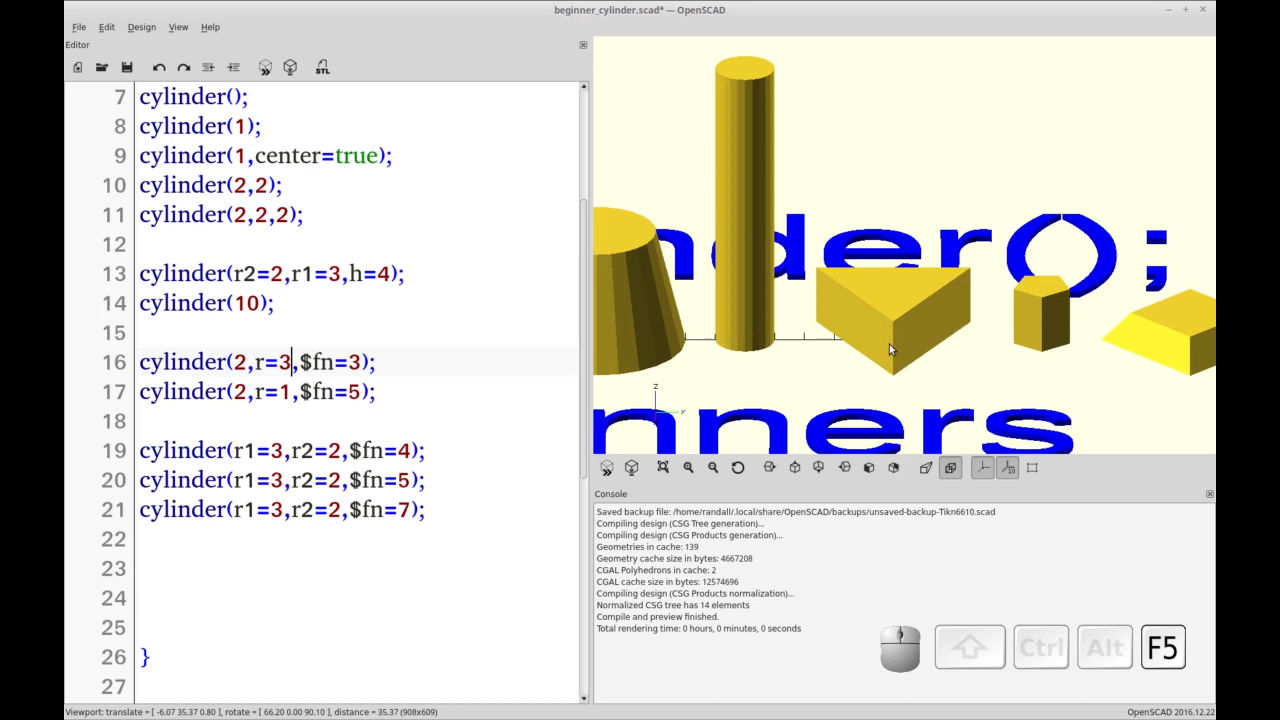 beginner_cylinder.scad* — OpenSCAD
File Edit Design View Help
Editor
STL
7 cylinder();
8 cylinder(1);
9 cylinder(1,center=true);
10 cylinder(2,2);
11 cylinder(2,2,2);
12
13 cylinder(r2=2,r1=3,h=4);
14 cylinder(10);
15
16 cylinder(2,r=3,$fn=3);
17 cylinder(2,r=1,$fn=5);
18
19 cylinder(r1=3,r2=2,$fn=4);
20 cylinder(r1=3,r2=2,$fn=5);
21 cylinder(r1=3,r2=2,$fn=7);
22
23
24
25
26 }
27
nder();
nners
z
y
Console
Saved backup file: /home/randall/.local/share/OpenSCAD/backups/unsaved-backup-Tikn6610.scad
Compiling design (CSG Tree generation)...
Compiling design (CSG Products generation)...
Geometries in cache: 139
Geometry cache size in bytes: 4667208
CGAL Polyhedrons in cache: 2
CGAL cache size in bytes: 12574696
Compiling design (CSG Products normalization)...
Normalized CSG tree has 14 elements
Compile and preview finished.
Total rendering time: 0 hours, 0 minutes, 0 seconds
Ctrl Alt F5
Viewport: translate = [ -6.07 35.37 0.80 ], rotate = [ 66.20 0.00 90.10 ], distance = 35.37 (908x609)
OpenSCAD 2016.12.22